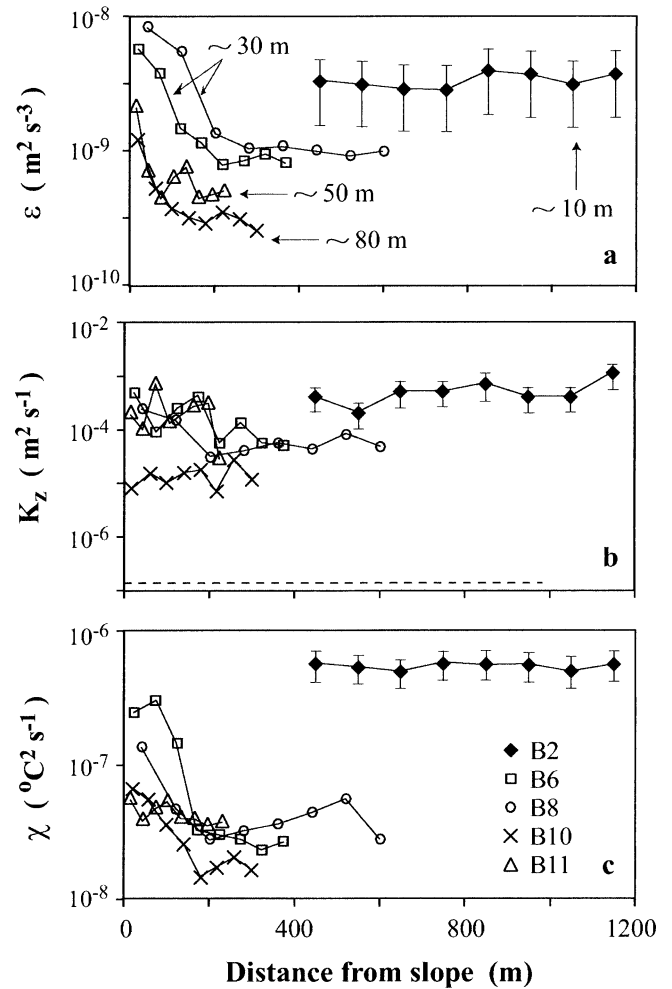 10⁻⁸
~ 30 m
ε ( m² s⁻³ )
10⁻⁹
~ 50 m
~ 10 m
~ 80 m
a
10⁻¹⁰
10⁻²
K_z ( m² s⁻¹ )
10⁻⁴
10⁻⁶
b
10⁻⁶
χ ( ⁰C² s⁻¹ )
10⁻⁷
B2
B6
B8
B10
B11
c
10⁻⁸
0 400 800 1200
Distance from slope (m)